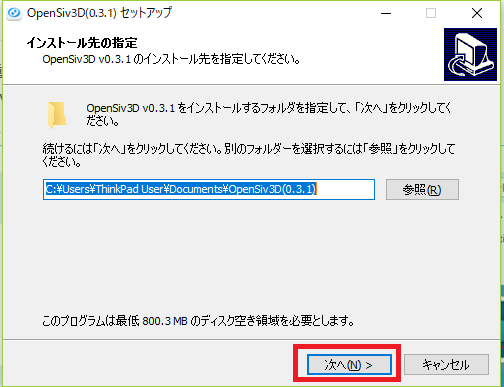 OpenSiv3D(0.3.1) セットアップ
インストール先の指定
OpenSiv3D v0.3.1 のインストール先を指定してください。
OpenSiv3D v0.3.1 をインストールするフォルダを指定して、「次へ」をクリックしてく
ださい。
続けるには「次へ」をクリックしてください。別のフォルダーを選択するには「参照」をクリックして
ください。
C:¥Users¥ThinkPad User¥Documents¥OpenSiv3D(0.3.1)
参照(R)
このプログラムは最低 800.3 MB のディスク空き領域を必要とします。
次へ(N) >
キャンセル